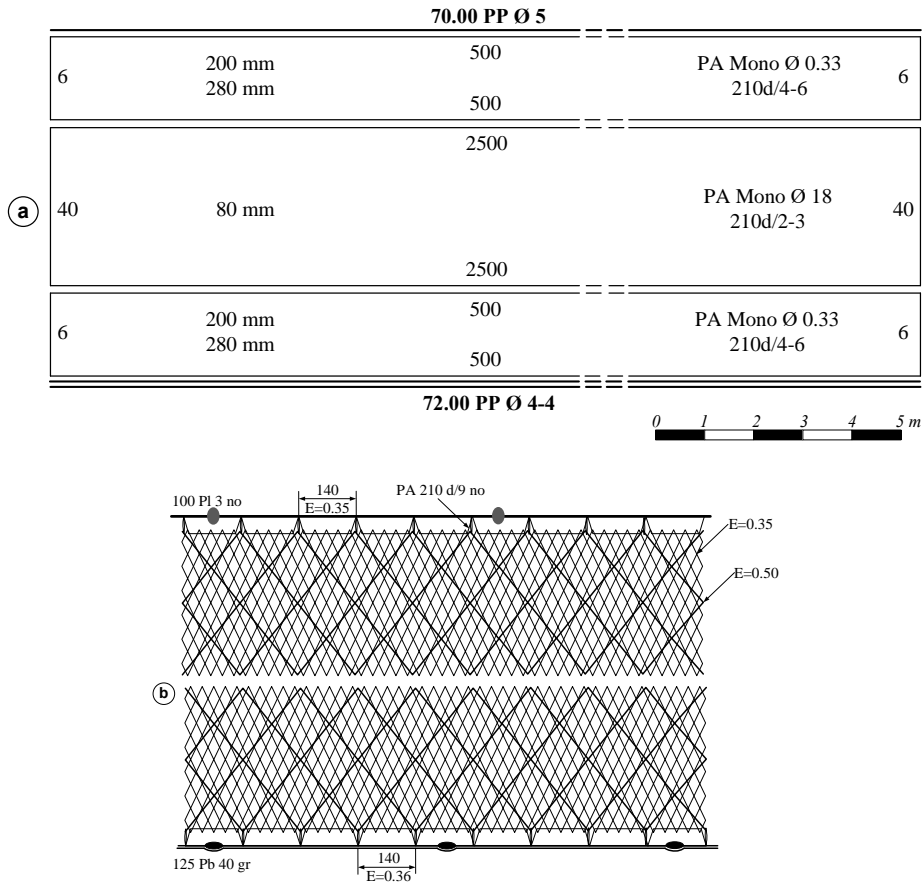 70.00 PP Ø 5
500
200 mm
PA Mono Ø 0.33
6
6
280 mm
210d/4-6
500
2500
a
40
80 mm
PA Mono Ø 18
40
210d/2-3
2500
500
200 mm
PA Mono Ø 0.33
6
6
280 mm
210d/4-6
500
72.00 PP Ø 4-4
0 1 2 3 4 5 m
100 Pl 3 no
140
E=0.35
PA 210 d/9 no
E=0.35
E=0.50
b
125 Pb 40 gr
140
E=0.36